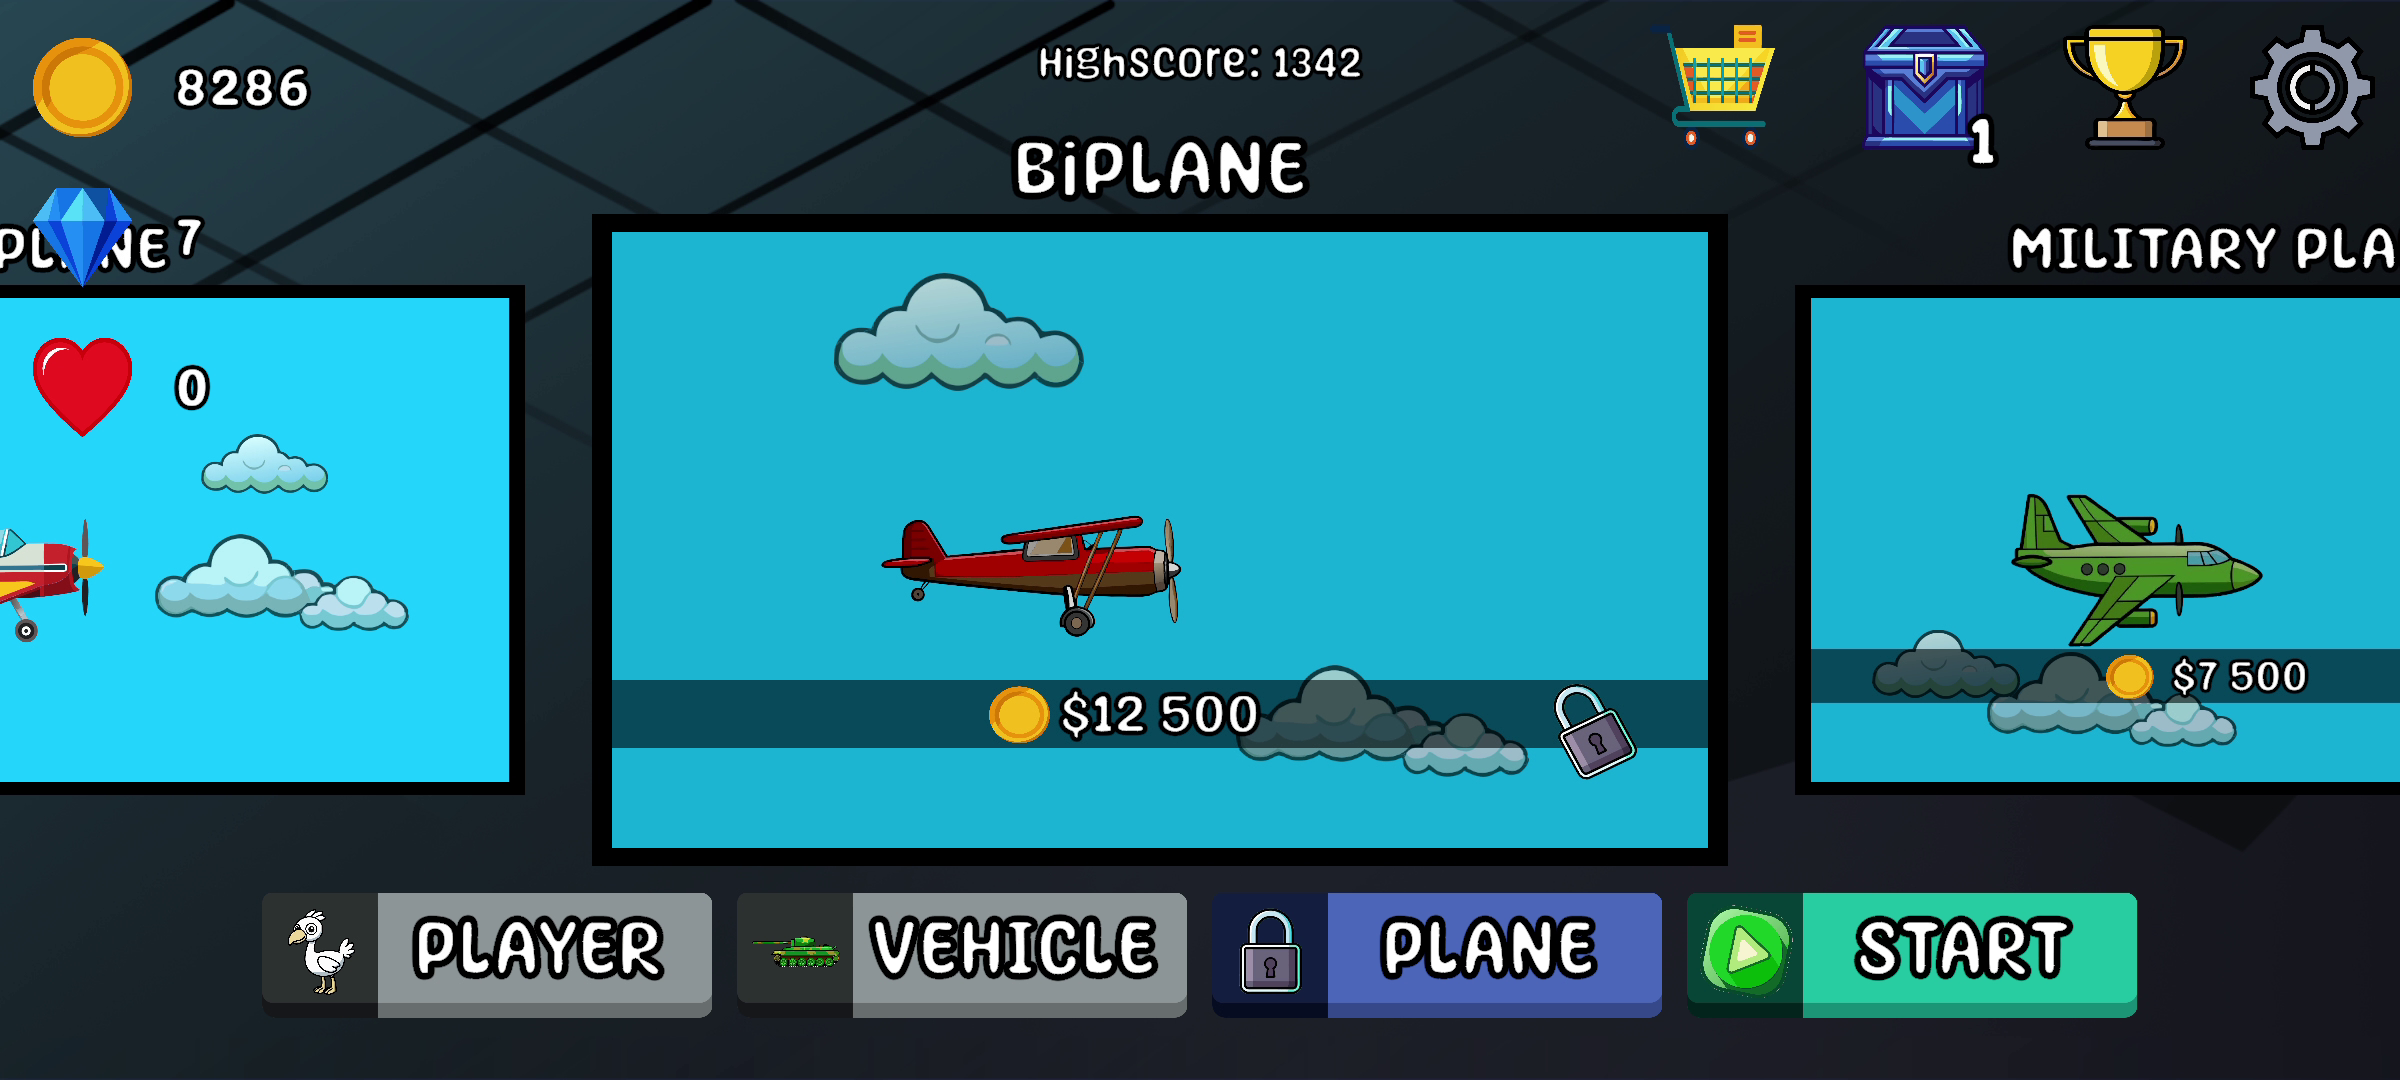 8286
Highscore: 1342
1
BiPLANE
7
MILITARY PLA
0
$12 500
$7 500
PLAYER
VEHICLE
PLANE
START